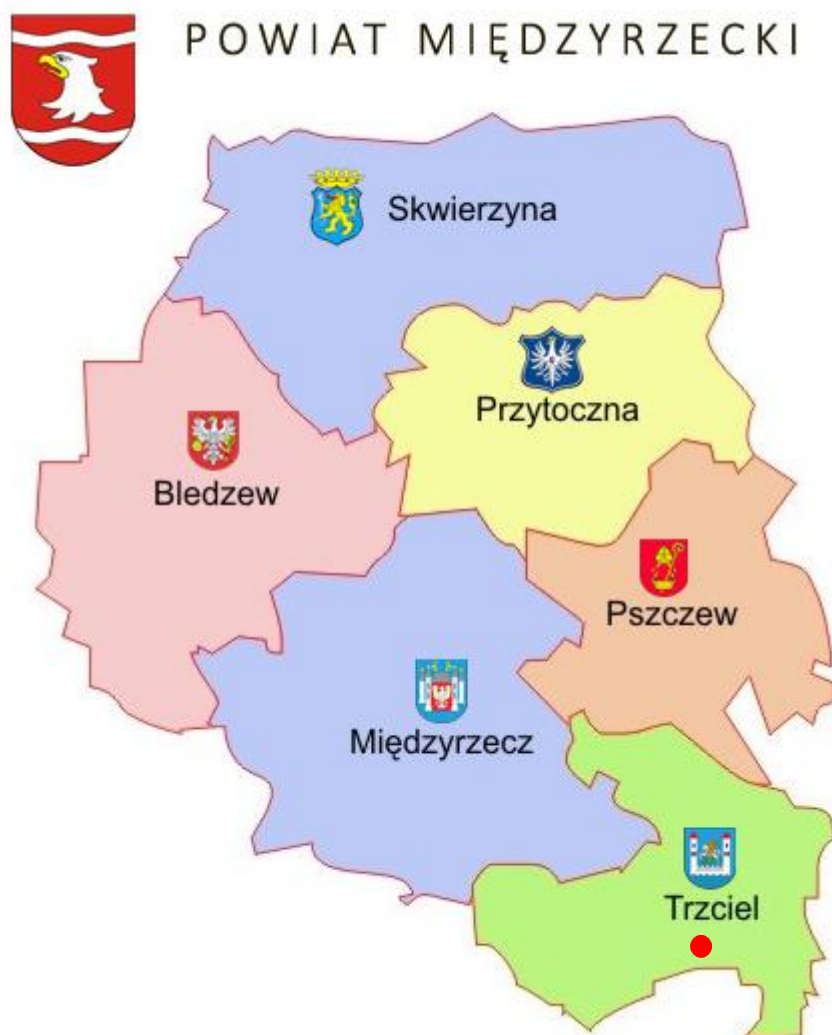 POWIAT MIĘDZYRZECKI
Skwierzyna
Przytoczna
Bledzew
Pszczew
Międzyrzecz
Trzciel